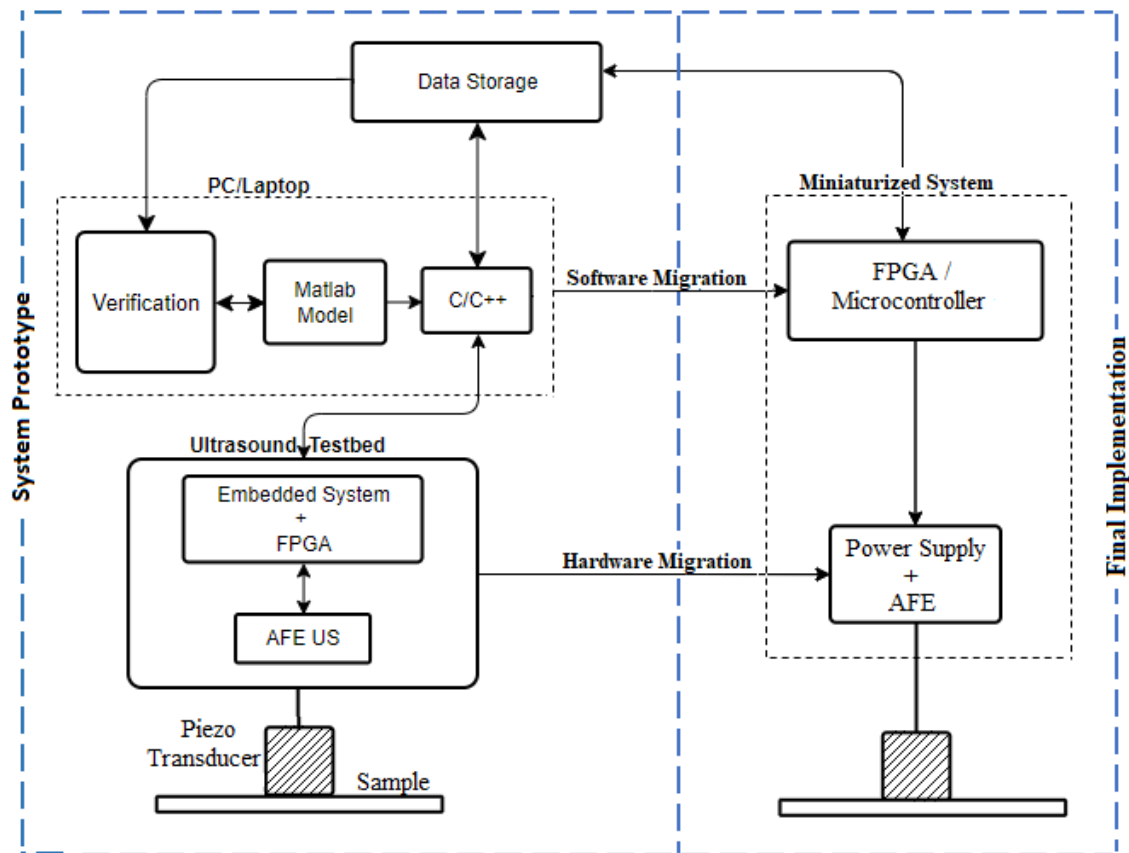 Data Storage
PC/Laptop
Miniaturized System
Verification
Matlab
Model
C/C++
Software Migration
FPGA /
Microcontroller
System Prototype
Final Implementation
Ultrasound Testbed
Embedded System
+
FPGA
AFE US
Hardware Migration
Power Supply
+
AFE
Piezo
Transducer
Sample